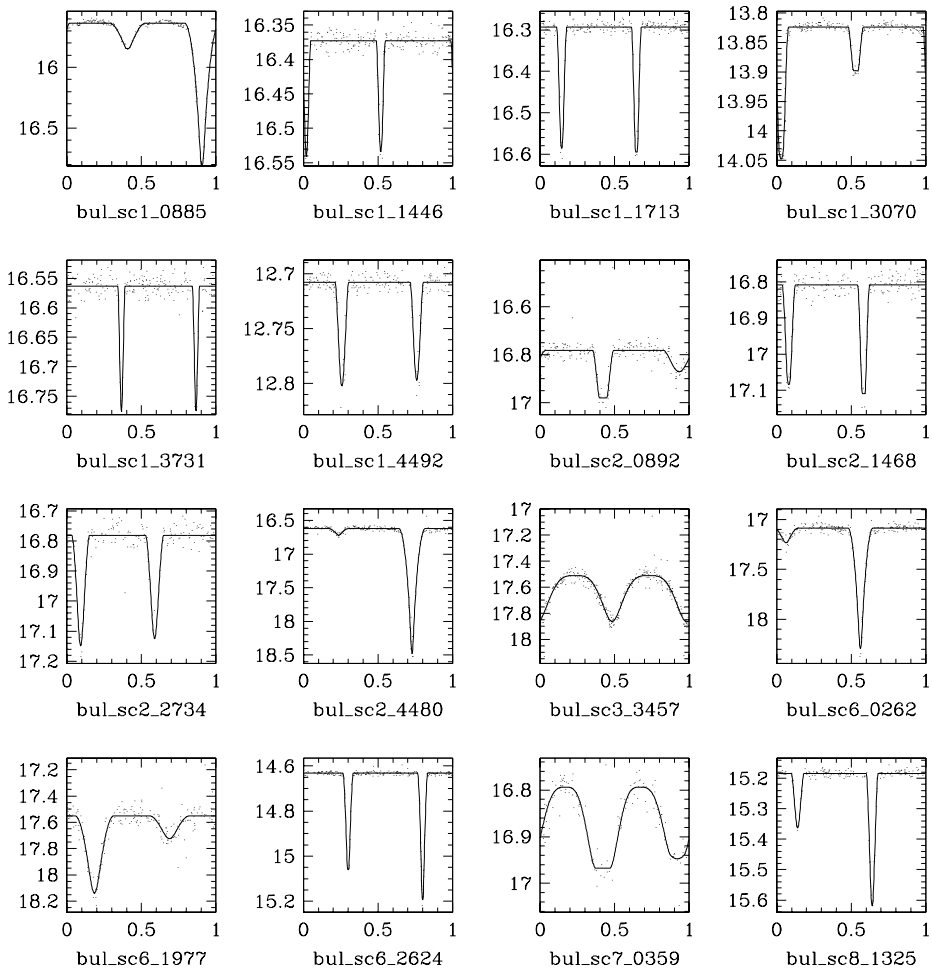 16
16.5
0 0.5 1
bul_sc1_0885
16.35
16.4
16.45
16.5
16.55
0 0.5 1
bul_sc1_1446
16.3
16.4
16.5
16.6
0 0.5 1
bul_sc1_1713
13.8
13.85
13.9
13.95
14
14.05
0 0.5 1
bul_sc1_3070
16.55
16.6
16.65
16.7
16.75
0 0.5 1
bul_sc1_3731
12.7
12.75
12.8
0 0.5 1
bul_sc1_4492
16.6
16.8
17
0 0.5 1
bul_sc2_0892
16.8
16.9
17
17.1
0 0.5 1
bul_sc2_1468
16.7
16.8
16.9
17
17.1
17.2
0 0.5 1
bul_sc2_2734
16.5
17
17.5
18
18.5
0 0.5 1
bul_sc2_4480
17
17.2
17.4
17.6
17.8
18
0 0.5 1
bul_sc3_3457
17
17.5
18
0 0.5 1
bul_sc6_0262
17.2
17.4
17.6
17.8
18
18.2
0 0.5 1
bul_sc6_1977
14.6
14.8
15
15.2
0 0.5 1
bul_sc6_2624
16.8
16.9
17
0 0.5 1
bul_sc7_0359
15.2
15.3
15.4
15.5
15.6
0 0.5 1
bul_sc8_1325